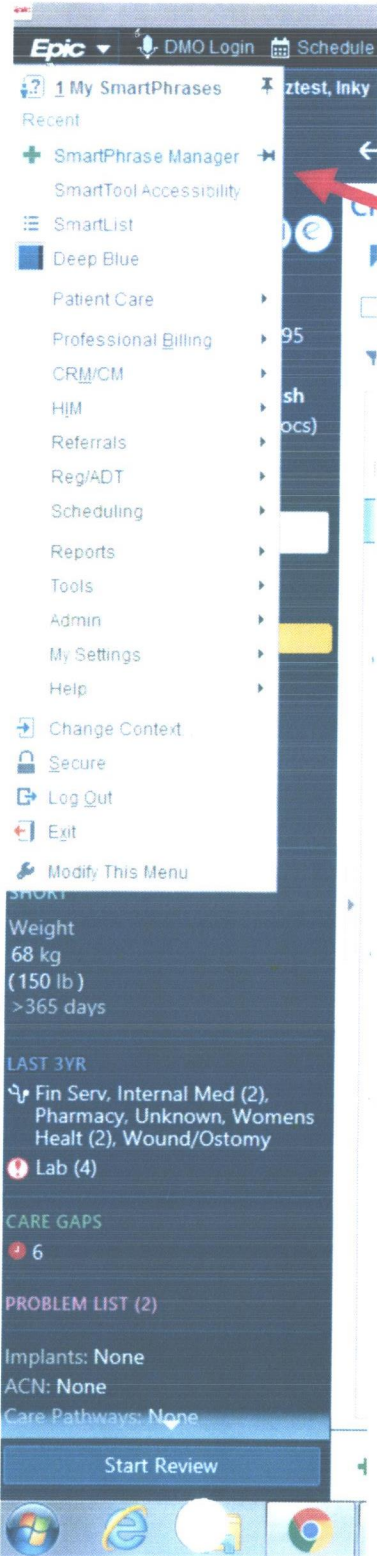 Epic DMO Login Schedule
1 My SmartPhrases ztest, Inky
Recent
SmartPhrase Manager
SmartTool Accessibility
SmartList
Deep Blue
Patient Care
Professional Billing 95
CRM/CM
HIM sh
Referrals ocs)
Reg/ADT
Scheduling
Reports
Tools
Admin
My Settings
Help
Change Context
Secure
Log Out
Exit
Modify This Menu
SHORT
Weight
68 kg
(150 lb)
>365 days
LAST 3YR
Fin Serv, Internal Med (2),
Pharmacy, Unknown, Womens
Healt (2), Wound/Ostomy
Lab (4)
CARE GAPS
6
PROBLEM LIST (2)
Implants: None
ACN: None
Care Pathways: None
Start Review